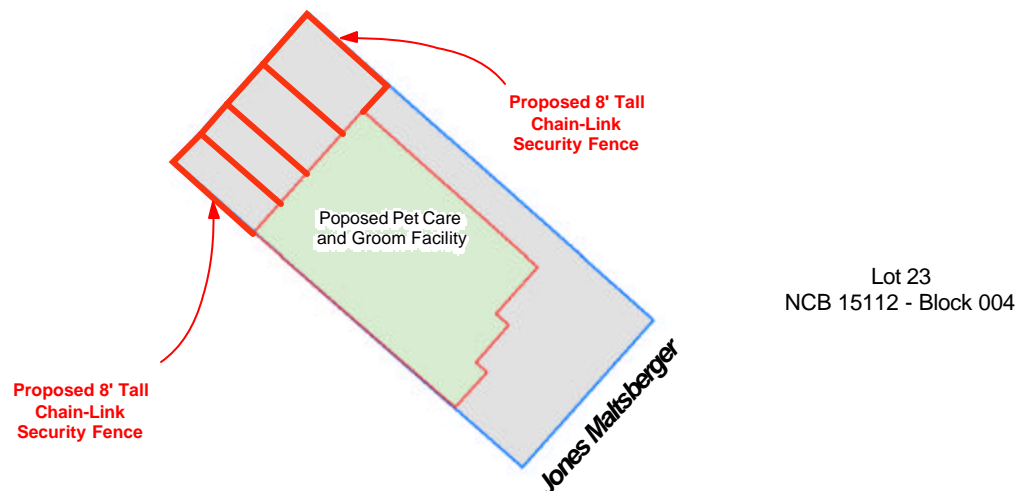 Proposed 8' Tall
Chain-Link
Security Fence
Poposed Pet Care
and Groom Facility
Lot 23
NCB 15112 - Block 004
Jones Maltsberger
Proposed 8' Tall
Chain-Link
Security Fence